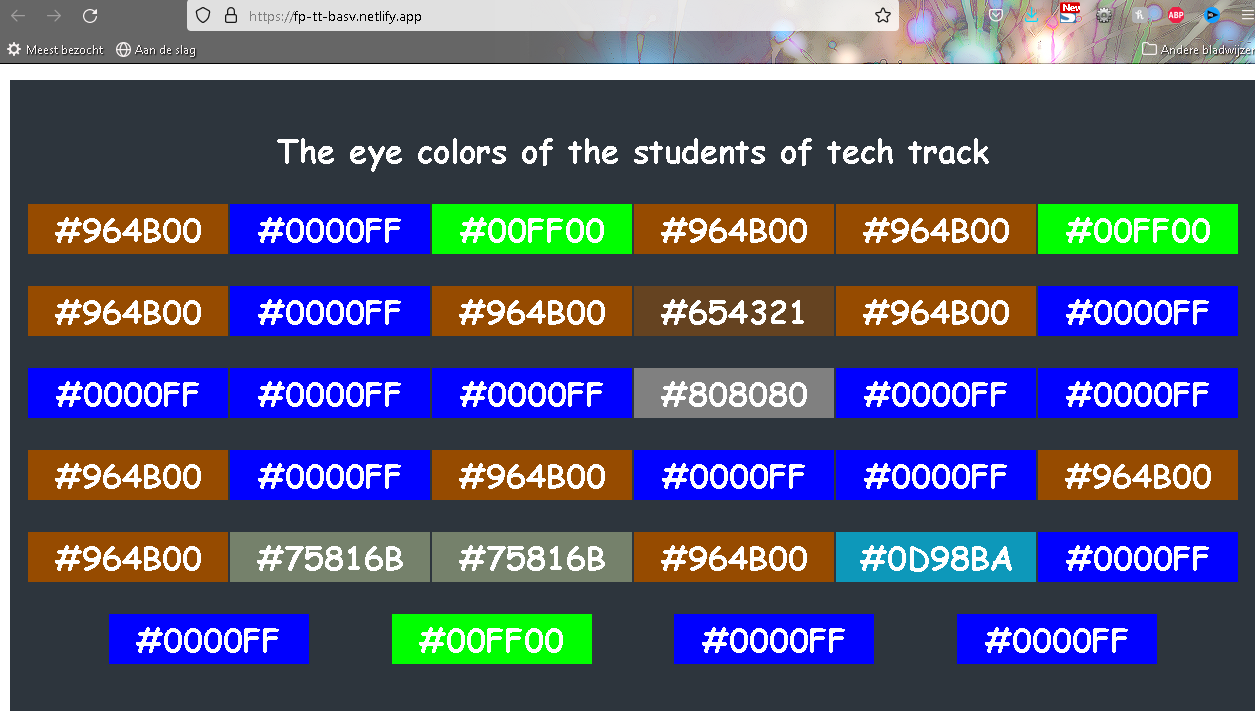 https://fp-tt-basv.netlify.app
New
S
ABP
Meest bezocht Aan de slag Andere bladwijzer
The eye colors of the students of tech track
#964B00 #0000FF #00FF00 #964B00 #964B00 #00FF00
#964B00 #0000FF #964B00 #654321 #964B00 #0000FF
#0000FF #0000FF #0000FF #808080 #0000FF #0000FF
#964B00 #0000FF #964B00 #0000FF #0000FF #964B00
#964B00 #75816B #75816B #964B00 #0D98BA #0000FF
#0000FF #00FF00 #0000FF #0000FF